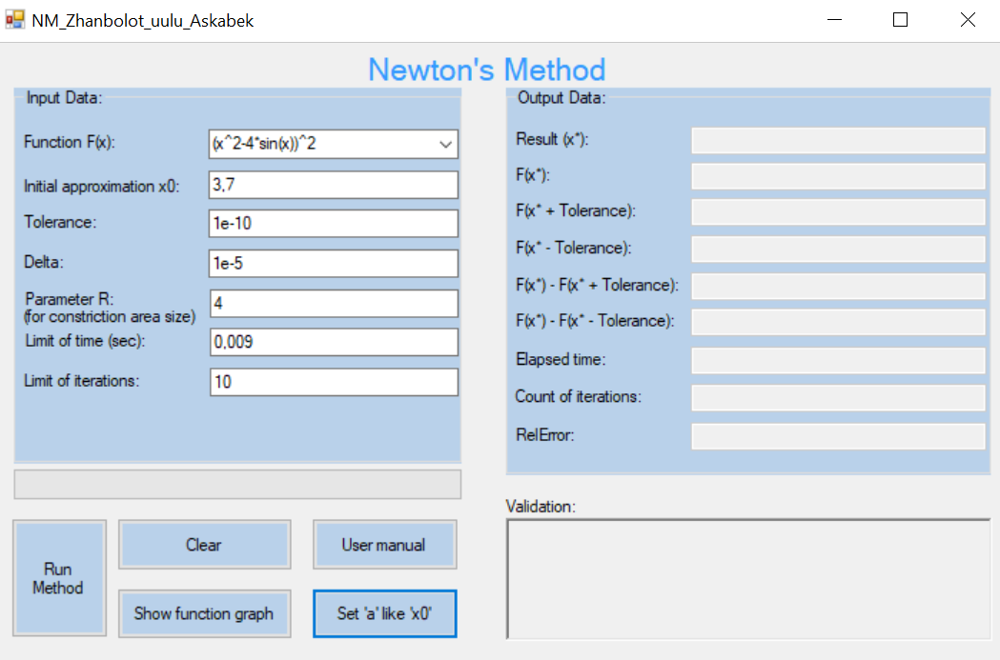 NM_Zhanbolot_uulu_Askabek
Newton's Method
Input Data:
Function F(x):
(x^2-4*sin(x))^2
Initial approximation x0:
3,7
Tolerance:
1e-10
Delta:
1e-5
Parameter R:
(for constriction area size)
4
Limit of time (sec):
0,009
Limit of iterations:
10
Run
Method
Clear
User manual
Show function graph
Set 'a' like 'x0'
Output Data:
Result (x*):
F(x*):
F(x* + Tolerance):
F(x* - Tolerance):
F(x*) - F(x* + Tolerance):
F(x*) - F(x* - Tolerance):
Elapsed time:
Count of iterations:
RelError:
Validation: